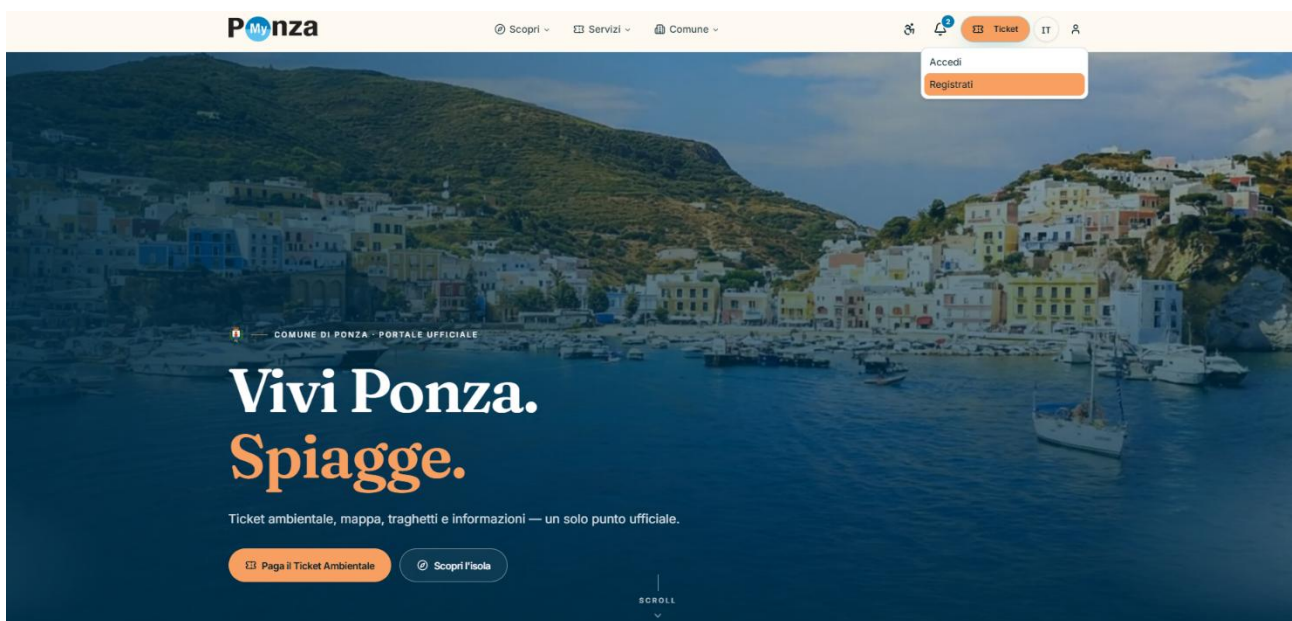 PMynza
Scopri
Servizi
Comune
2
Ticket
IT
Accedi
Registrati
COMUNE DI PONZA · PORTALE UFFICIALE
Vivi Ponza.
Spiagge.
Ticket ambientale, mappa, traghetti e informazioni — un solo punto ufficiale.
Paga il Ticket Ambientale
Scopri l'isola
SCROLL